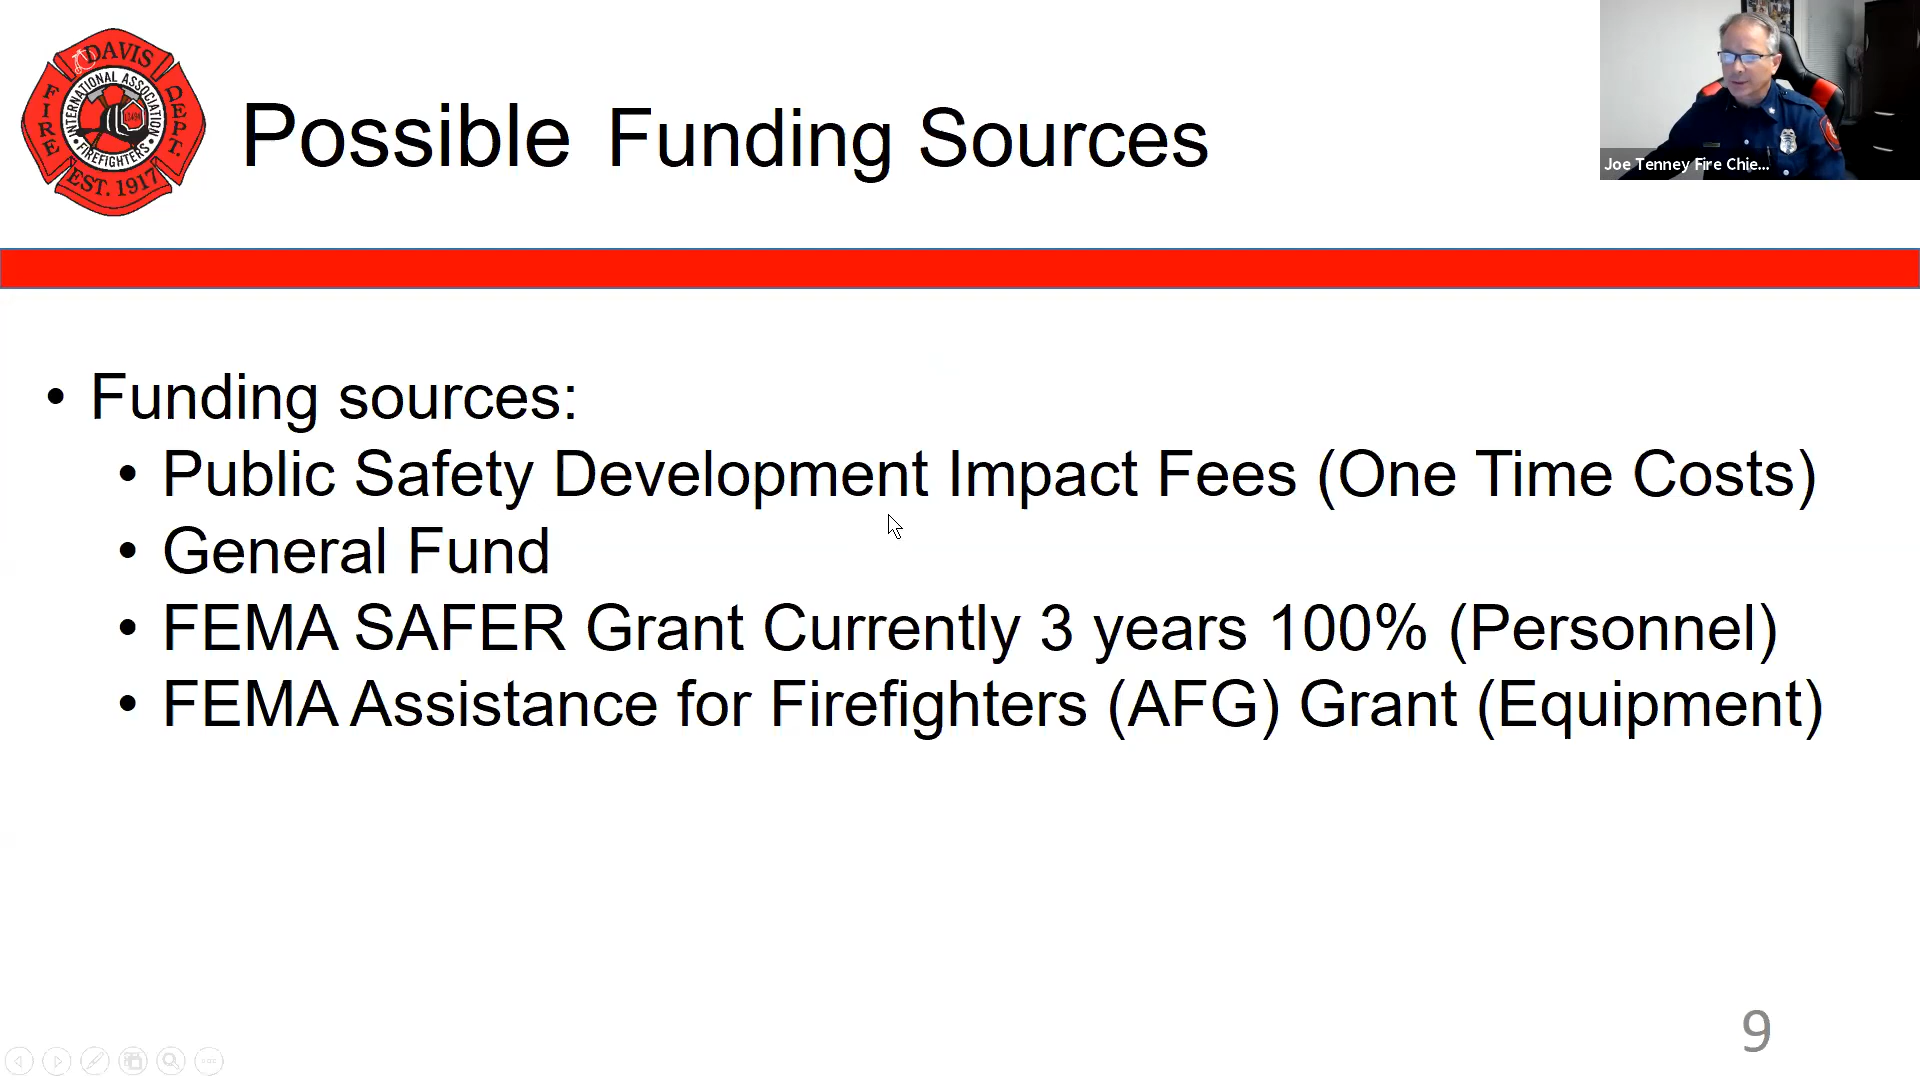 DAVIS
FIRE
DEPT.
INTERNATIONAL ASSOCIATION
FIREFIGHTERS
EST. 1917
Possible Funding Sources
Joe Tenney Fire Chie...
• Funding sources:
• Public Safety Development Impact Fees (One Time Costs)
• General Fund
• FEMA SAFER Grant Currently 3 years 100% (Personnel)
• FEMA Assistance for Firefighters (AFG) Grant (Equipment)
9